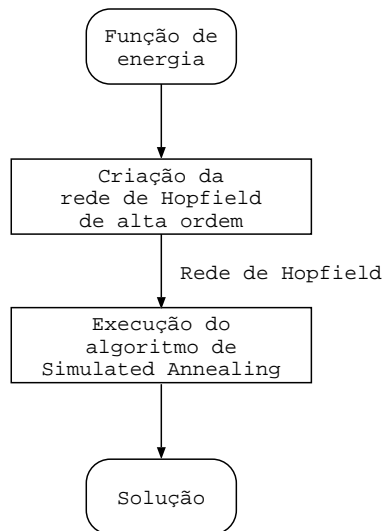 Função de
energia
Criação da
rede de Hopfield
de alta ordem
Rede de Hopfield
Execução do
algoritmo de
Simulated Annealing
Solução